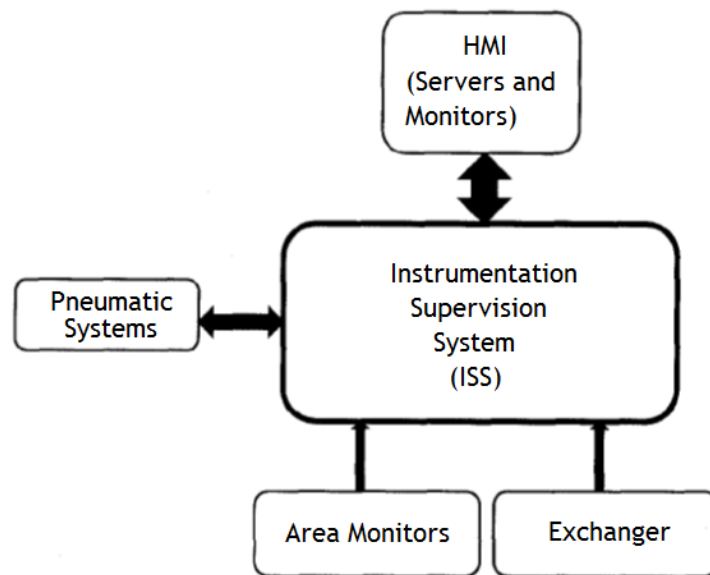 HMI
(Servers and
Monitors)
Instrumentation
Supervision
System
(ISS)
Pneumatic
Systems
Area Monitors
Exchanger